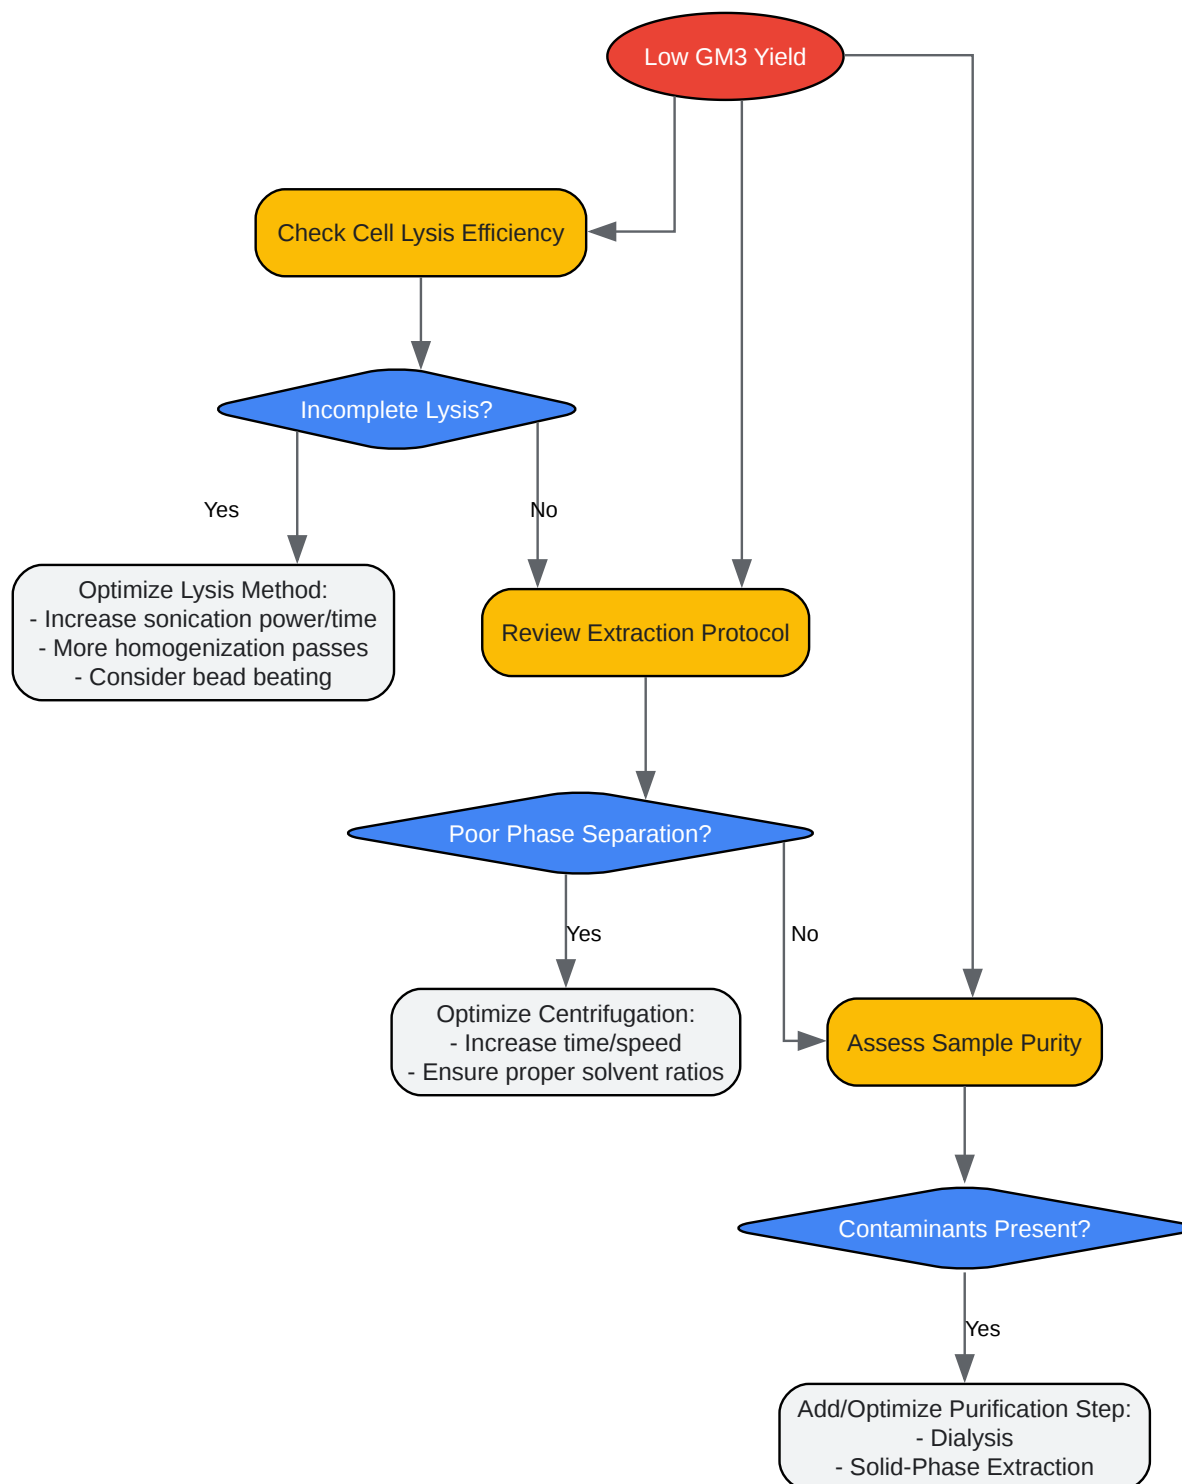 Low GM3 Yield
Check Cell Lysis Efficiency
Incomplete Lysis?
Yes
No
Optimize Lysis Method:
- Increase sonication power/time
- More homogenization passes
- Consider bead beating
Review Extraction Protocol
Poor Phase Separation?
Yes
No
Optimize Centrifugation:
- Increase time/speed
- Ensure proper solvent ratios
Assess Sample Purity
Contaminants Present?
Yes
Add/Optimize Purification Step:
- Dialysis
- Solid-Phase Extraction